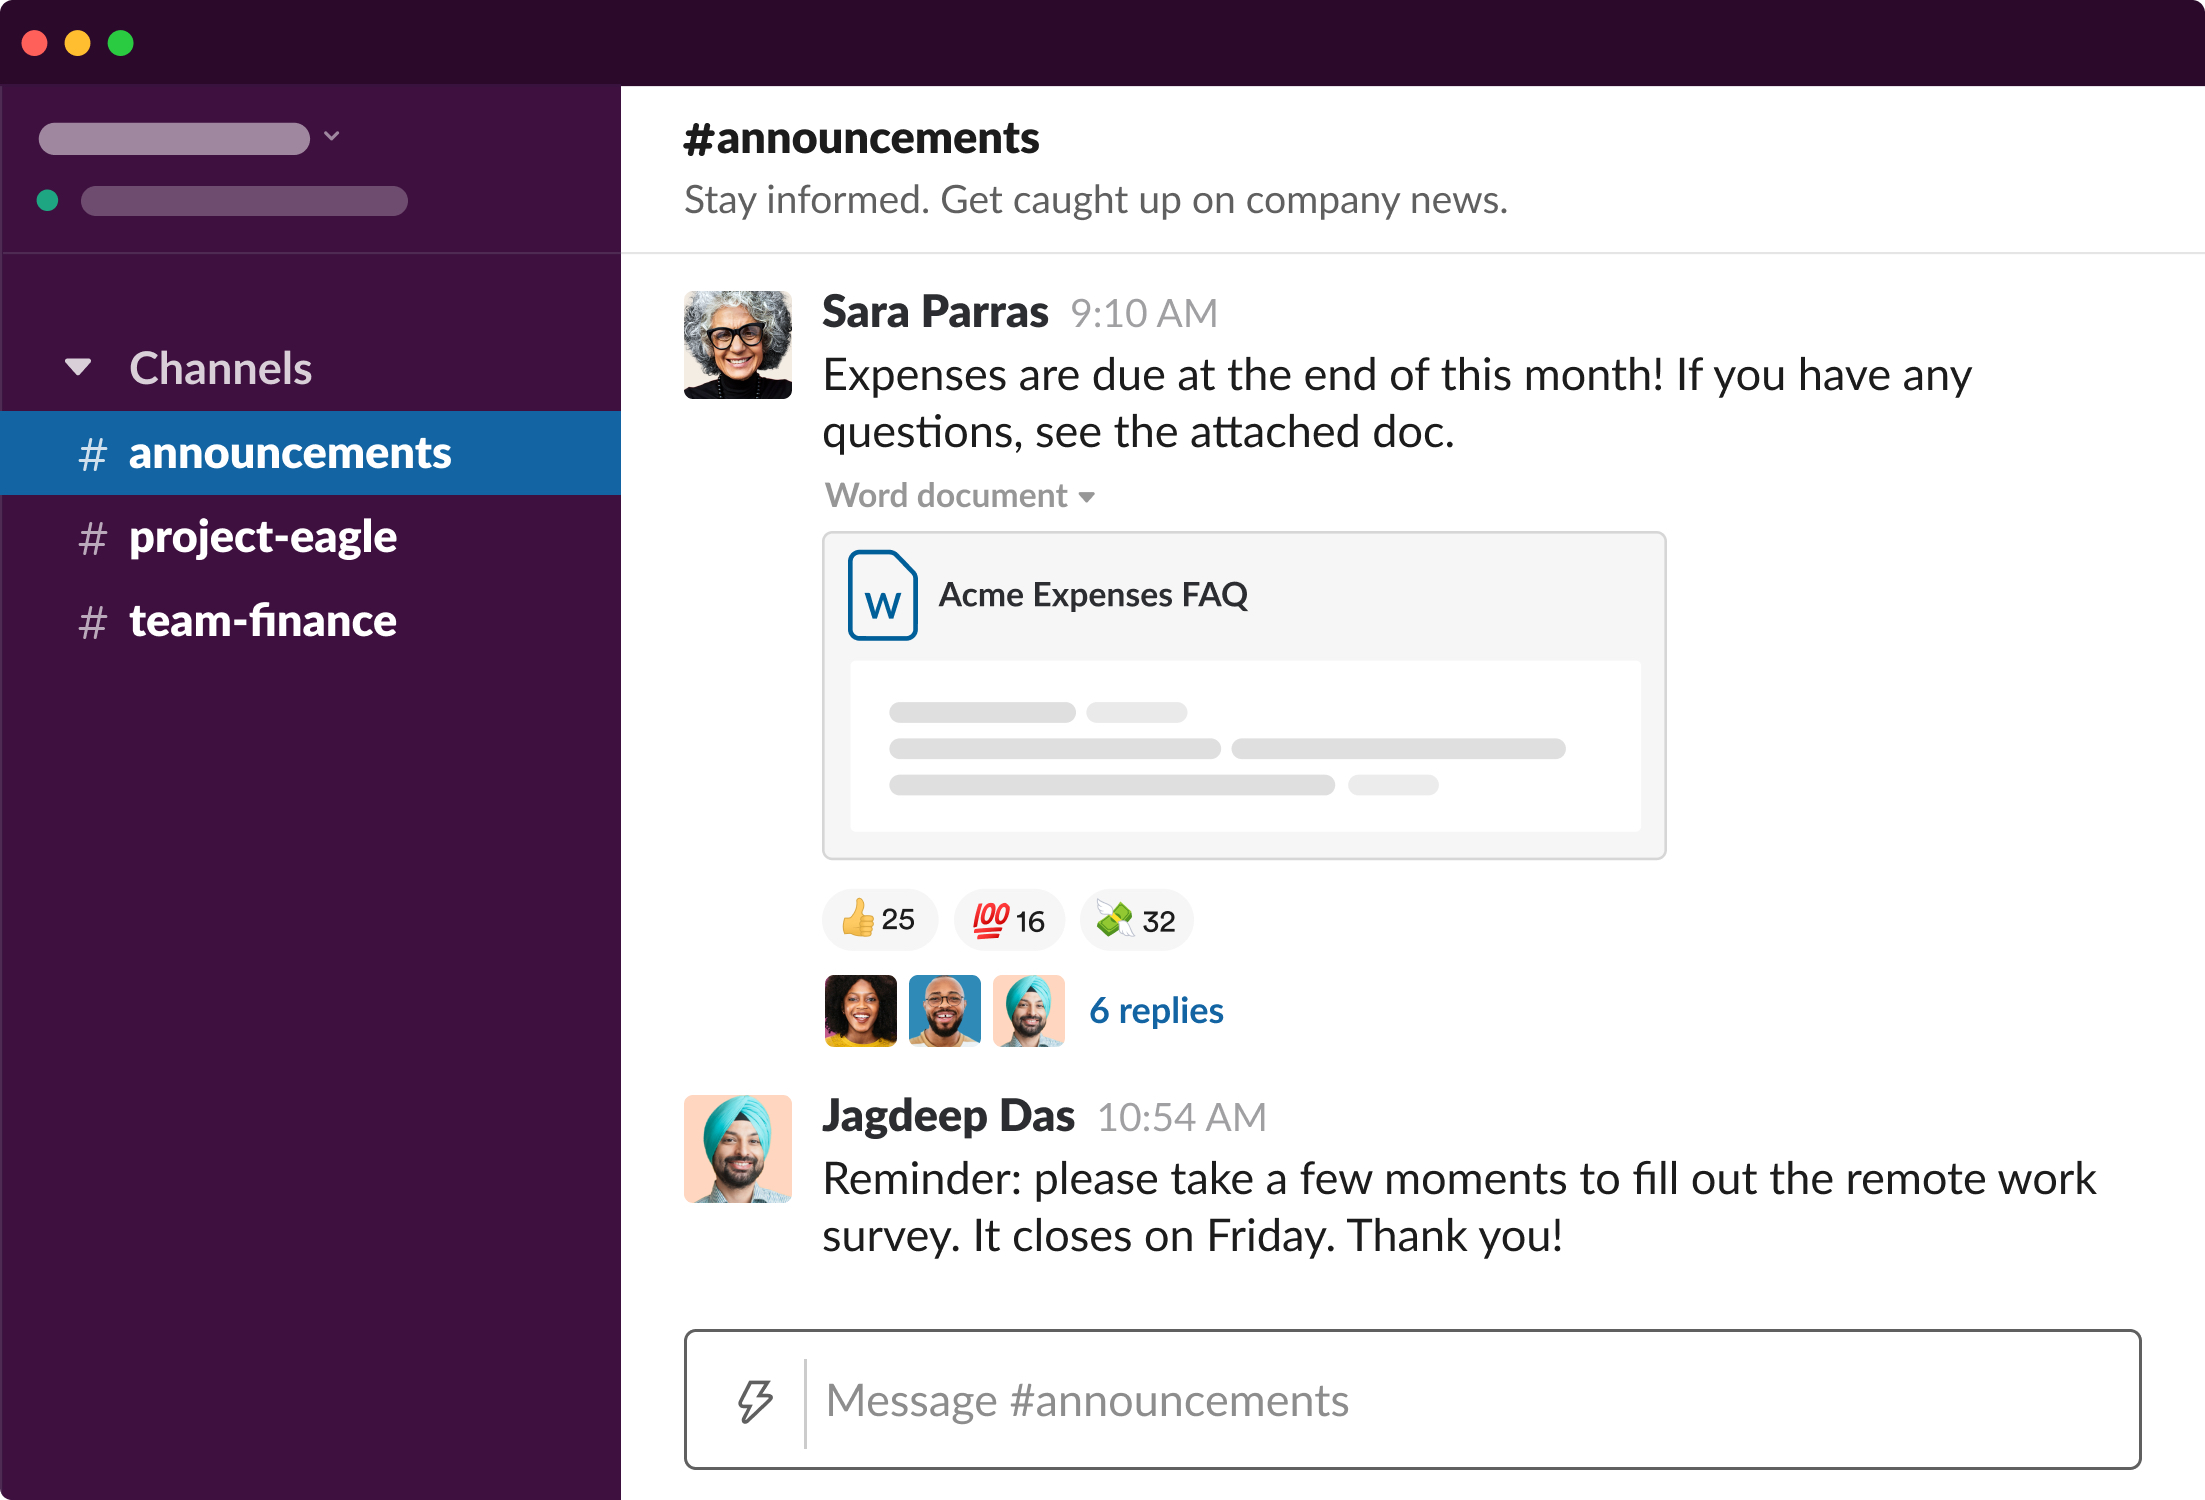 #announcements
Stay informed. Get caught up on company news.
Channels
# announcements
# project-eagle
# team-finance
Sara Parras 9:10 AM
Expenses are due at the end of this month! If you have any
questions, see the attached doc.
Word document
W Acme Expenses FAQ
👍 25 💯 16 💸 32
6 replies
Jagdeep Das 10:54 AM
Reminder: please take a few moments to fill out the remote work
survey. It closes on Friday. Thank you!
Message #announcements